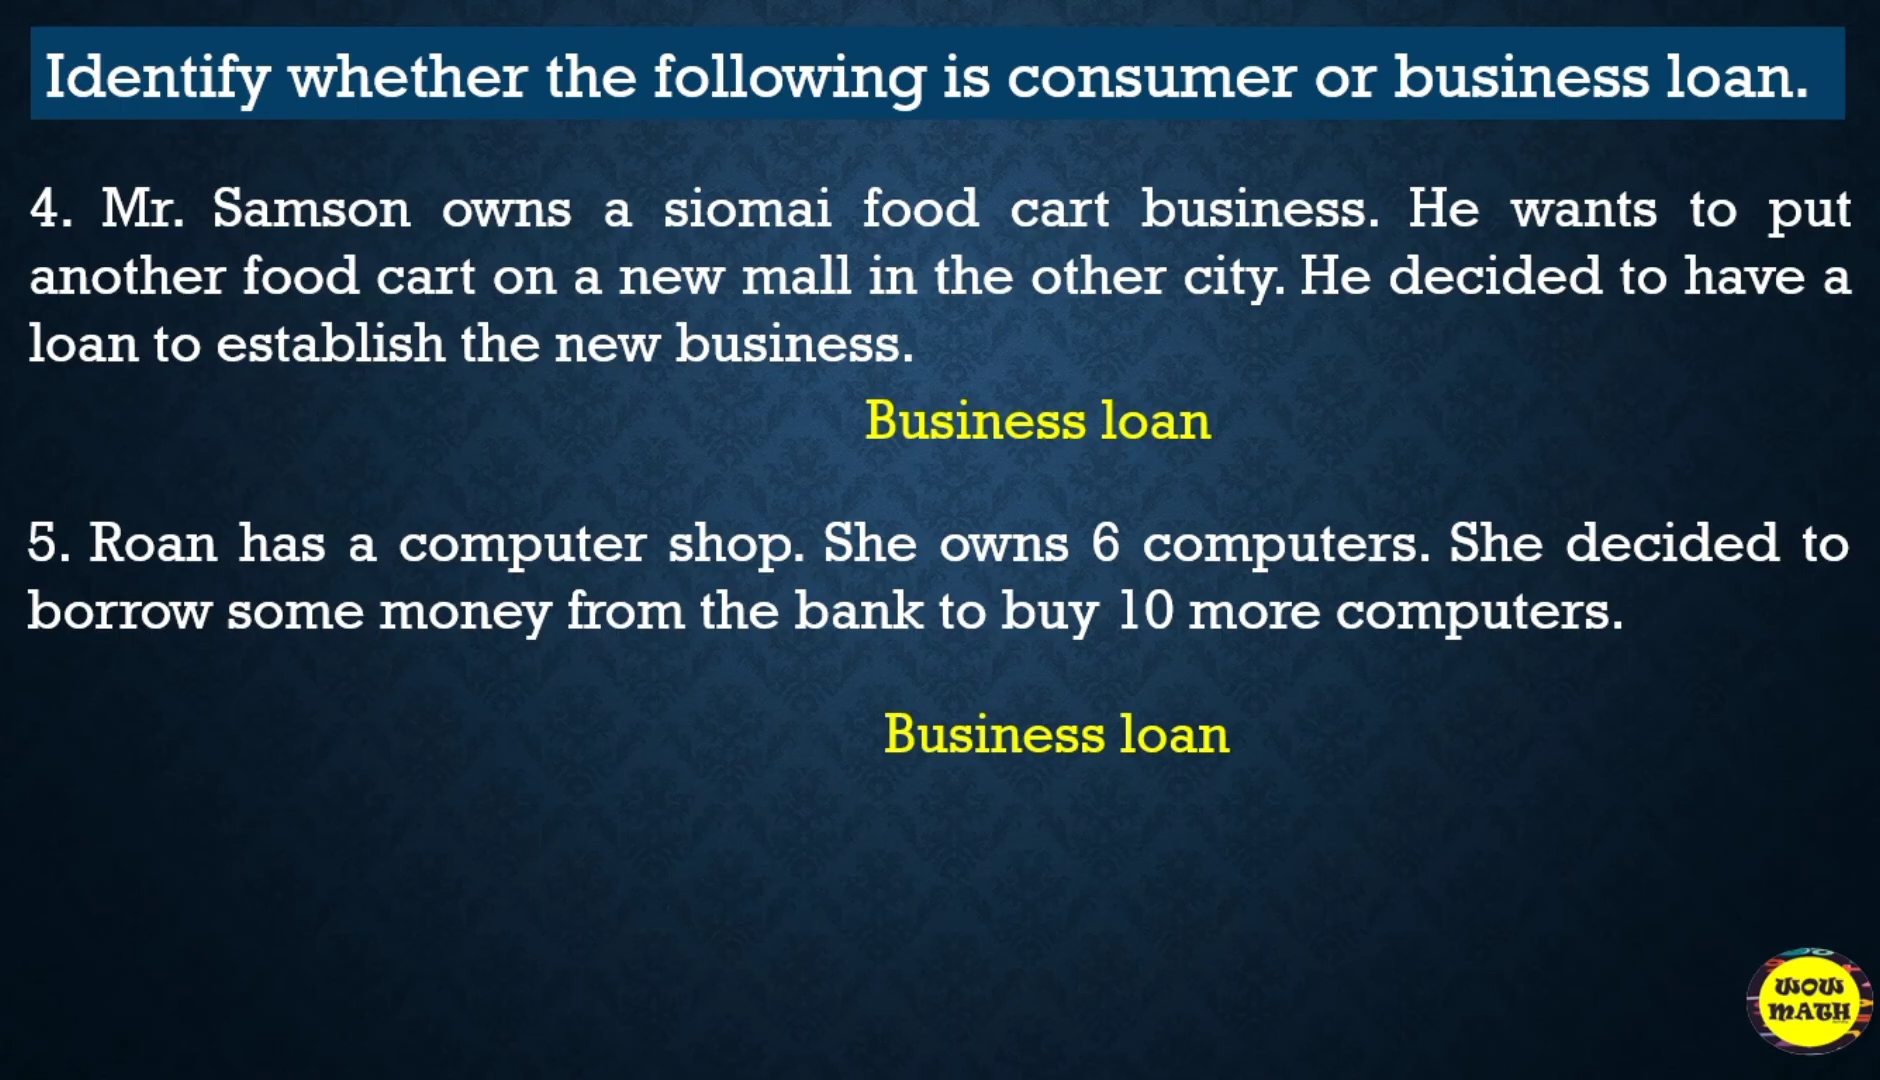 Identify whether the following is consumer or business loan.
4. Mr. Samson owns a siomai food cart business. He wants to put
another food cart on a new mall in the other city. He decided to have a
loan to establish the new business.
Business loan
5. Roan has a computer shop. She owns 6 computers. She decided to
borrow some money from the bank to buy 10 more computers.
Business loan
WOW
MATH